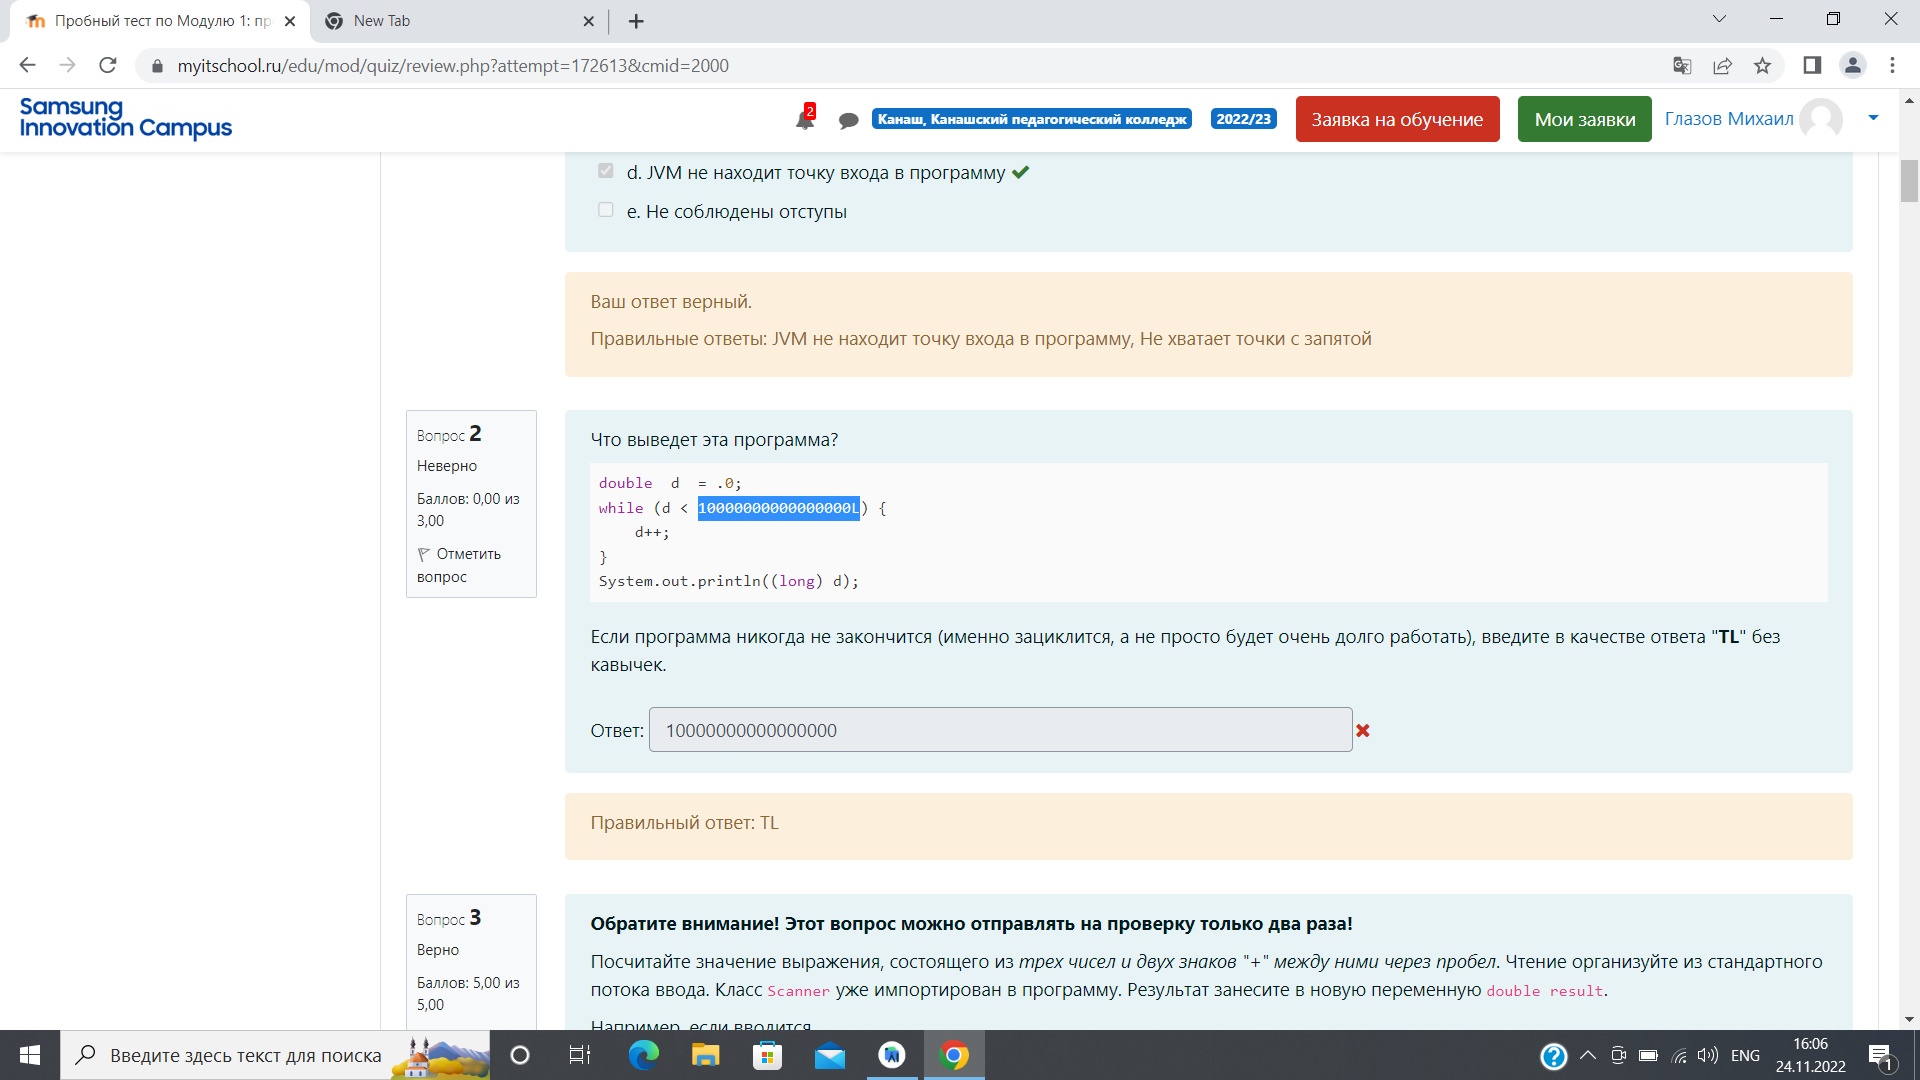 Пробный тест по Модулю 1: пр
New Tab
myitschool.ru/edu/mod/quiz/review.php?attempt=172613&cmid=2000
Samsung
Innovation Campus
2
Канаш, Канашский педагогический колледж
2022/23
Заявка на обучение
Мои заявки
Глазов Михаил
d. JVM не находит точку входа в программу
e. Не соблюдены отступы
Ваш ответ верный.
Правильные ответы: JVM не находит точку входа в программу, Не хватает точки с запятой
Вопрос 2
Неверно
Баллов: 0,00 из
3,00
Отметить
вопрос
Что выведет эта программа?
double  d  = .0;
while (d < 10000000000000000L) {
    d++;
}
System.out.println((long) d);
Если программа никогда не закончится (именно зациклится, а не просто будет очень долго работать), введите в качестве ответа "TL" без
кавычек.
Ответ: 10000000000000000
Правильный ответ: TL
Вопрос 3
Верно
Баллов: 5,00 из
5,00
Обратите внимание! Этот вопрос можно отправлять на проверку только два раза!
Посчитайте значение выражения, состоящего из трех чисел и двух знаков "+" между ними через пробел. Чтение организуйте из стандартного
потока ввода. Класс Scanner уже импортирован в программу. Результат занесите в новую переменную double result.
Например, если вводится
Введите здесь текст для поиска
ENG
16:06
24.11.2022
1